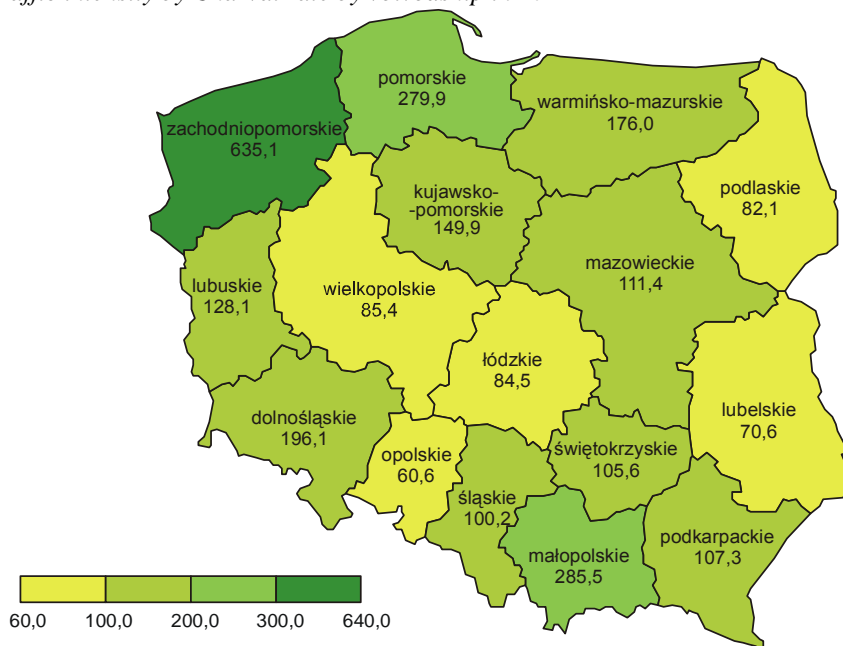 pomorskie
279,9
warmińsko-mazurskie
176,0
zachodniopomorskie
635,1
podlaskie
82,1
kujawsko-
-pomorskie
149,9
mazowieckie
111,4
lubuskie
128,1
wielkopolskie
85,4
łódzkie
84,5
lubelskie
70,6
dolnośląskie
196,1
opolskie
60,6
świętokrzyskie
105,6
śląskie
100,2
podkarpackie
107,3
małopolskie
285,5
60,0 100,0 200,0 300,0 640,0